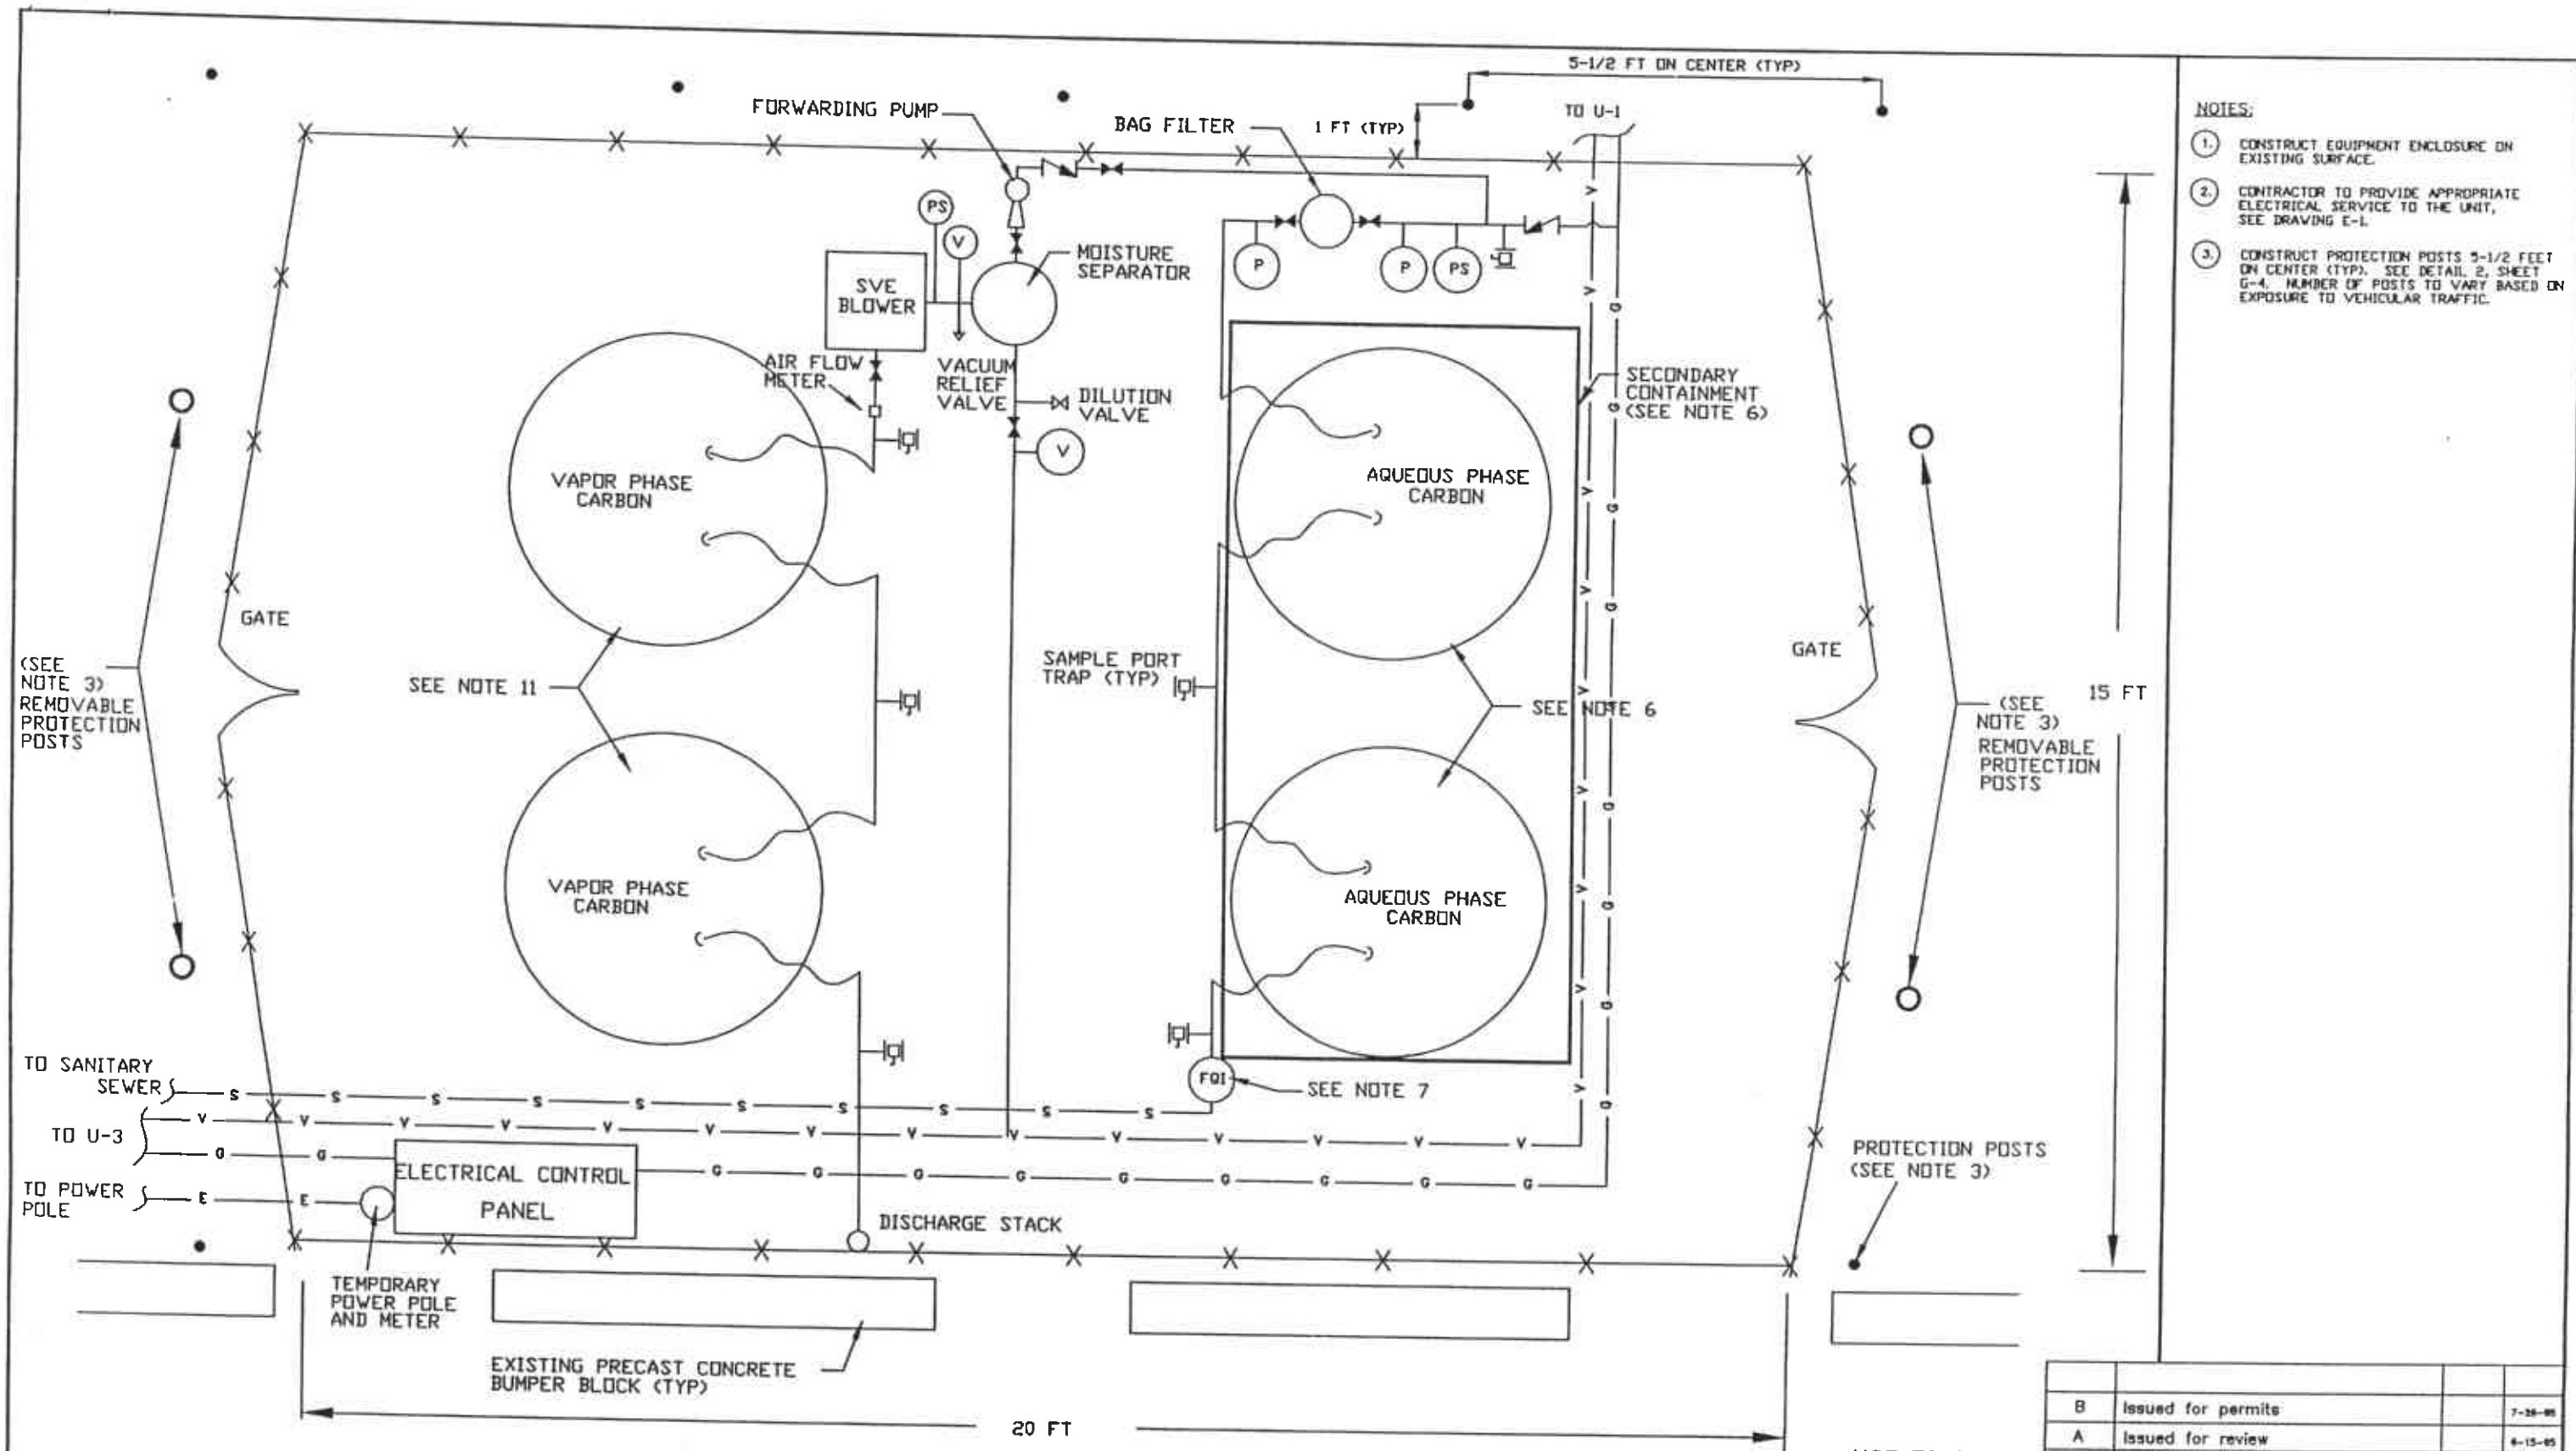 5-1/2 FT ON CENTER (TYP)
FORWARDING PUMP
BAG FILTER
1 FT (TYP)
TO U-1
PS
V
MOISTURE
SEPARATOR
P
P
PS
SVE
BLOWER
AIR FLOW
METER
VACUUM
RELIEF
VALVE
DILUTION
VALVE
V
SECONDARY
CONTAINMENT
(SEE NOTE 6)
VAPOR PHASE
CARBON
AQUEOUS PHASE
CARBON
GATE
GATE
(SEE
NOTE 3)
REMOVABLE
PROTECTION
POSTS
SEE NOTE 11
SAMPLE PORT
TRAP (TYP)
SEE NOTE 6
(SEE
NOTE 3)
REMOVABLE
PROTECTION
POSTS
15 FT
VAPOR PHASE
CARBON
AQUEOUS PHASE
CARBON
TO SANITARY
SEWER
S S S S S S S S S S
FQI
SEE NOTE 7
TO U-3
V V V V V V V V V V V V V V
G G
G G G G G G G G G
TO POWER
POLE
E E
ELECTRICAL CONTROL
PANEL
DISCHARGE STACK
PROTECTION POSTS
(SEE NOTE 3)
TEMPORARY
POWER POLE
AND METER
EXISTING PRECAST CONCRETE
BUMPER BLOCK (TYP)
20 FT
NOTES:
1. CONSTRUCT EQUIPMENT ENCLOSURE ON
EXISTING SURFACE.
2. CONTRACTOR TO PROVIDE APPROPRIATE
ELECTRICAL SERVICE TO THE UNIT,
SEE DRAWING E-1.
3. CONSTRUCT PROTECTION POSTS 5-1/2 FEET
ON CENTER (TYP). SEE DETAIL 2, SHEET
G-4. NUMBER OF POSTS TO VARY BASED ON
EXPOSURE TO VEHICULAR TRAFFIC.
B Issued for permits
A Issued for review